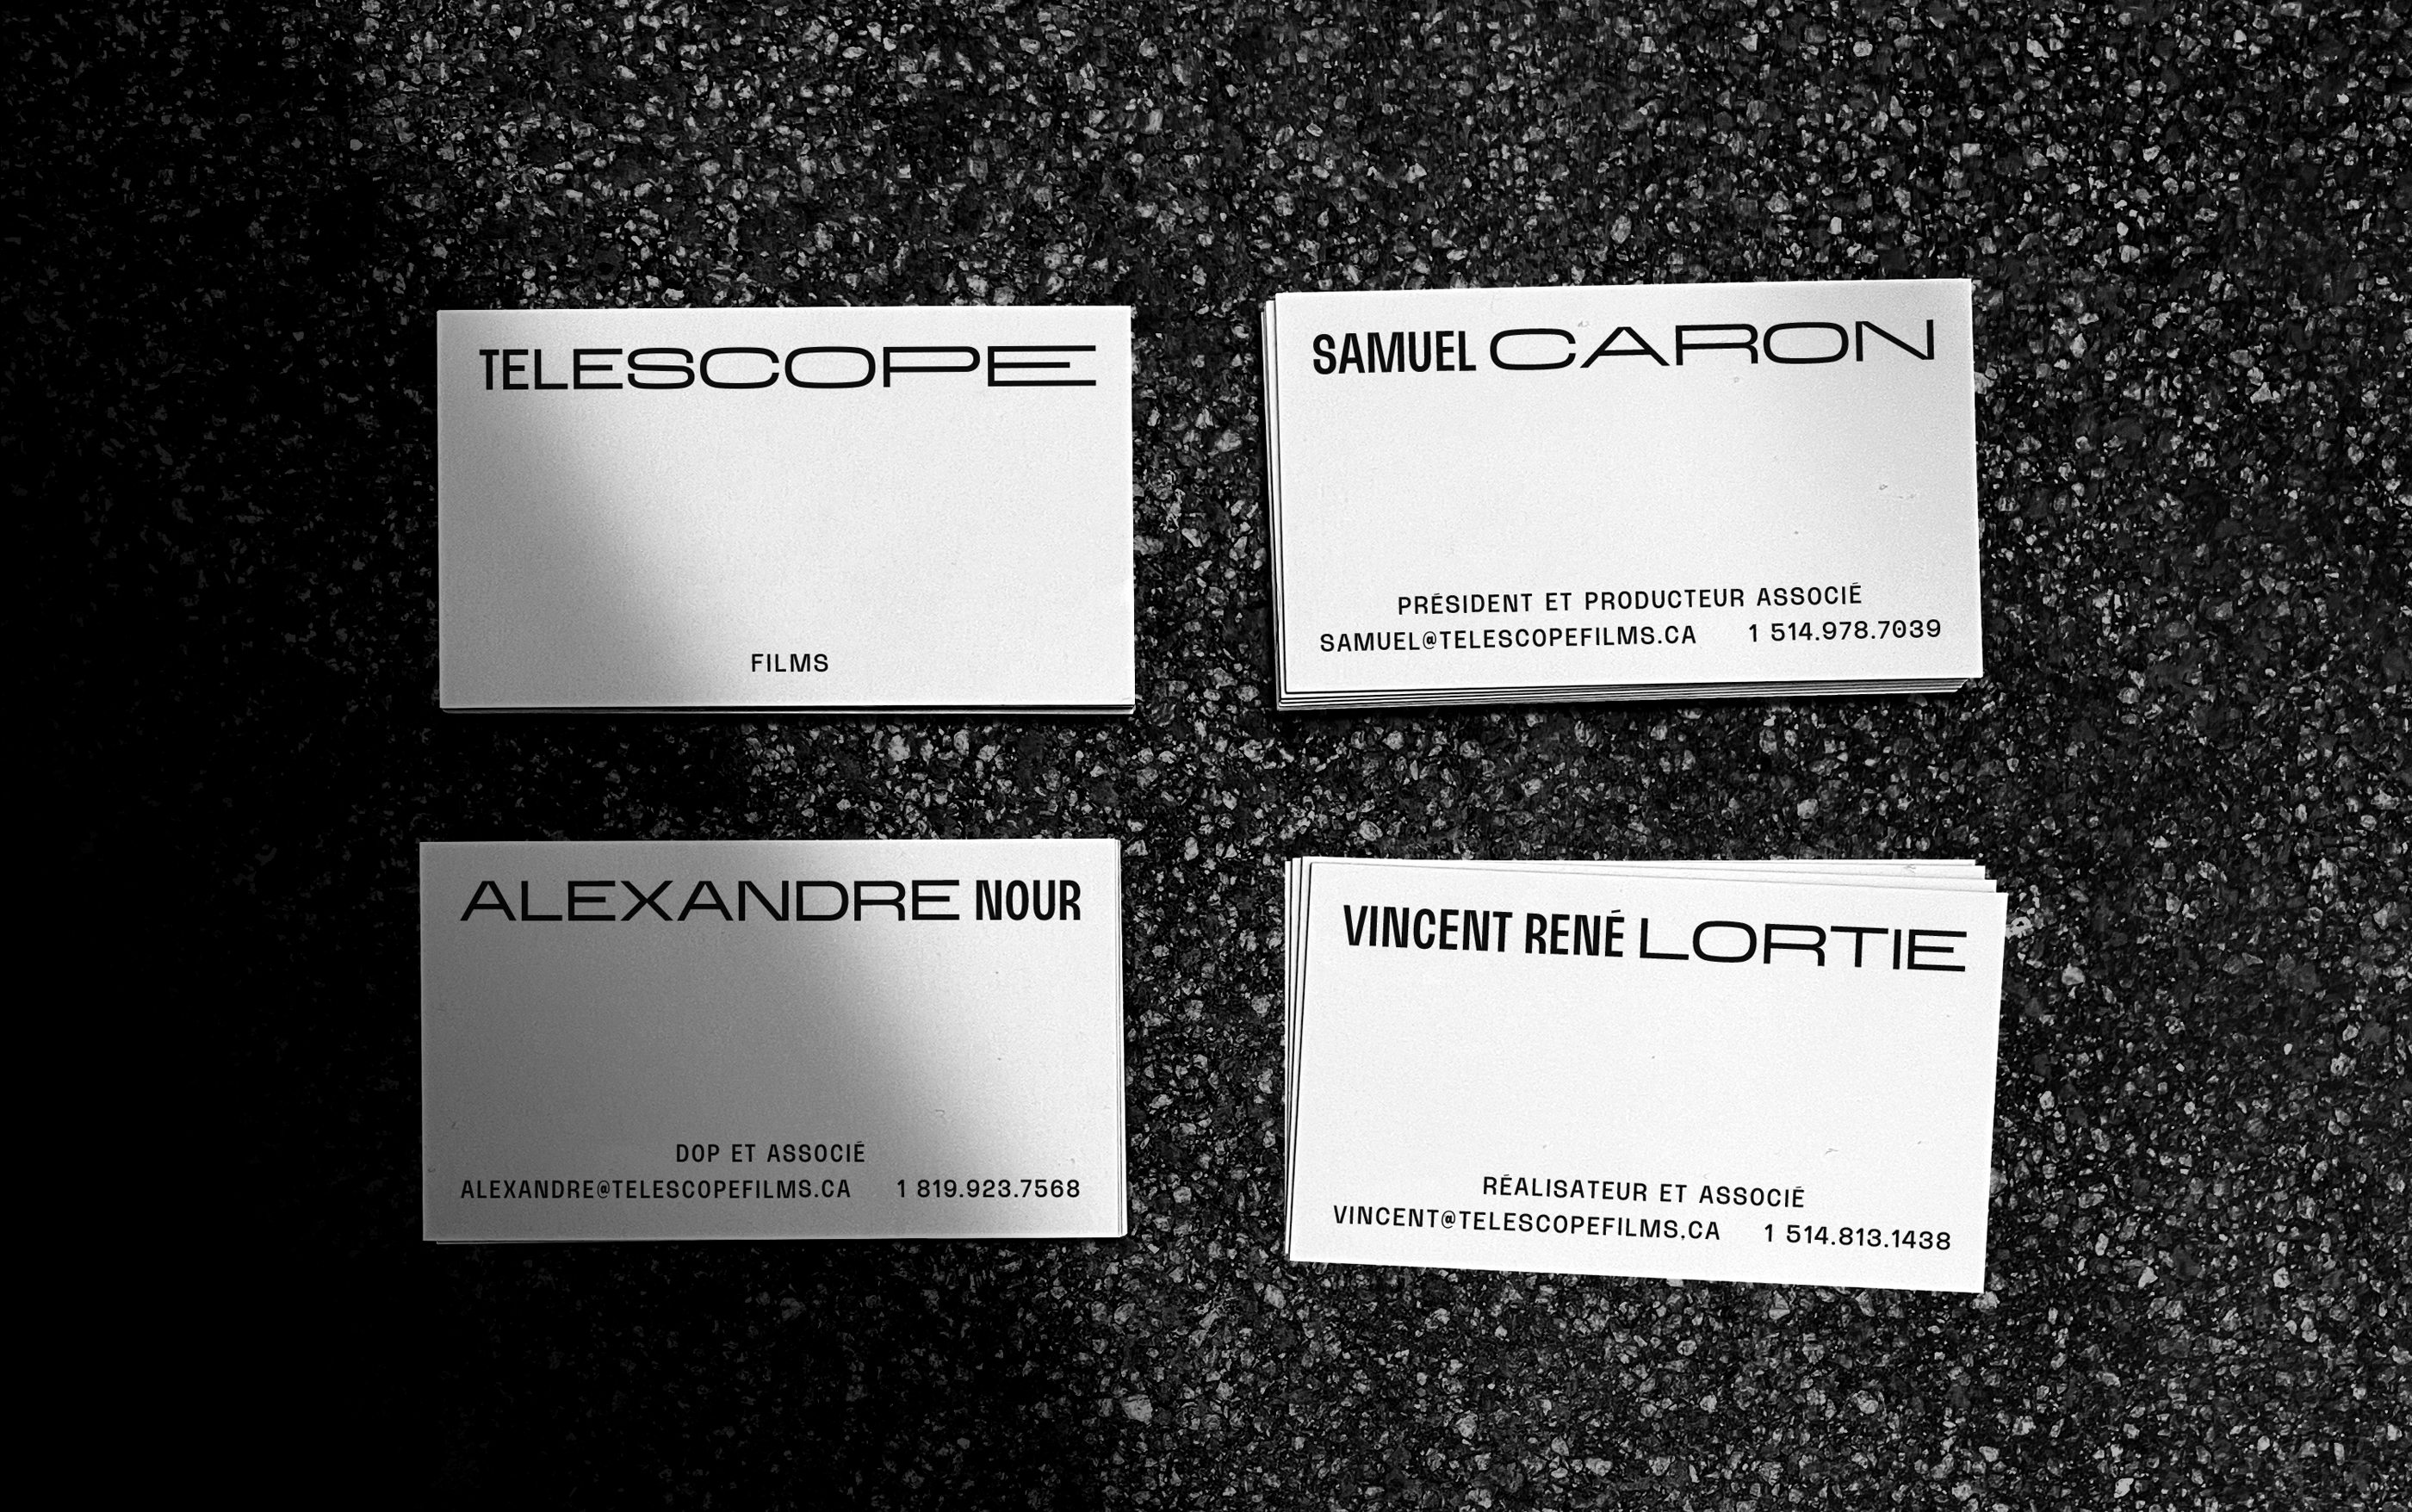 TELESCOPE
FILMS
SAMUEL CARON
PRÉSIDENT ET PRODUCTEUR ASSOCIÉ
SAMUEL@TELESCOPEFILMS.CA 1 514.978.7039
ALEXANDRE NOUR
DOP ET ASSOCIÉ
ALEXANDRE@TELESCOPEFILMS.CA 1 819.923.7568
VINCENT RENÉ LORTIE
RÉALISATEUR ET ASSOCIÉ
VINCENT@TELESCOPEFILMS.CA 1 514.813.1438